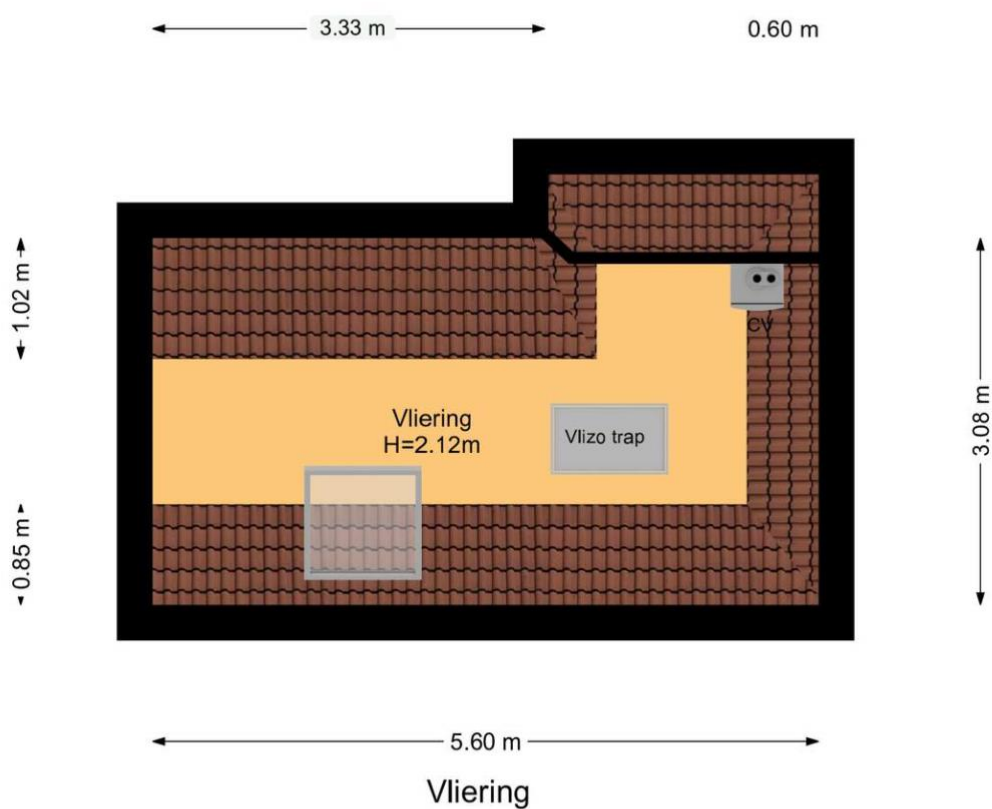 3.33 m
0.60 m
1.02 m
CV
3.08 m
Vliering
H=2.12m
Vlizo trap
0.85 m
5.60 m
Vliering